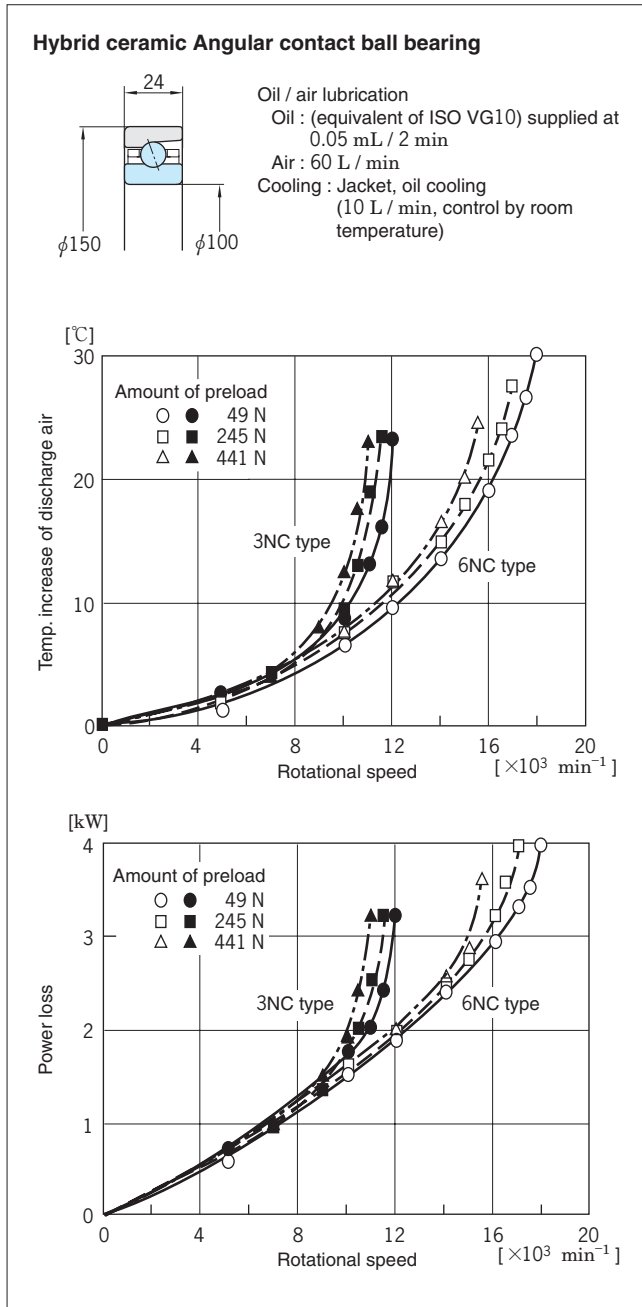 Hybrid ceramic Angular contact ball bearing
24
φ150
φ100
Oil / air lubrication
Oil : (equivalent of ISO VG10) supplied at
0.05 mL / 2 min
Air : 60 L / min
Cooling : Jacket, oil cooling
(10 L / min, control by room
temperature)
[℃]
30
20
10
0
Temp. increase of discharge air
Amount of preload
49 N
245 N
441 N
3NC type
6NC type
0 4 8 12 16 20
Rotational speed [ ×10³ min⁻¹ ]
[kW]
4
3
2
1
0
Power loss
Amount of preload
49 N
245 N
441 N
3NC type
6NC type
0 4 8 12 16 20
Rotational speed [ ×10³ min⁻¹ ]